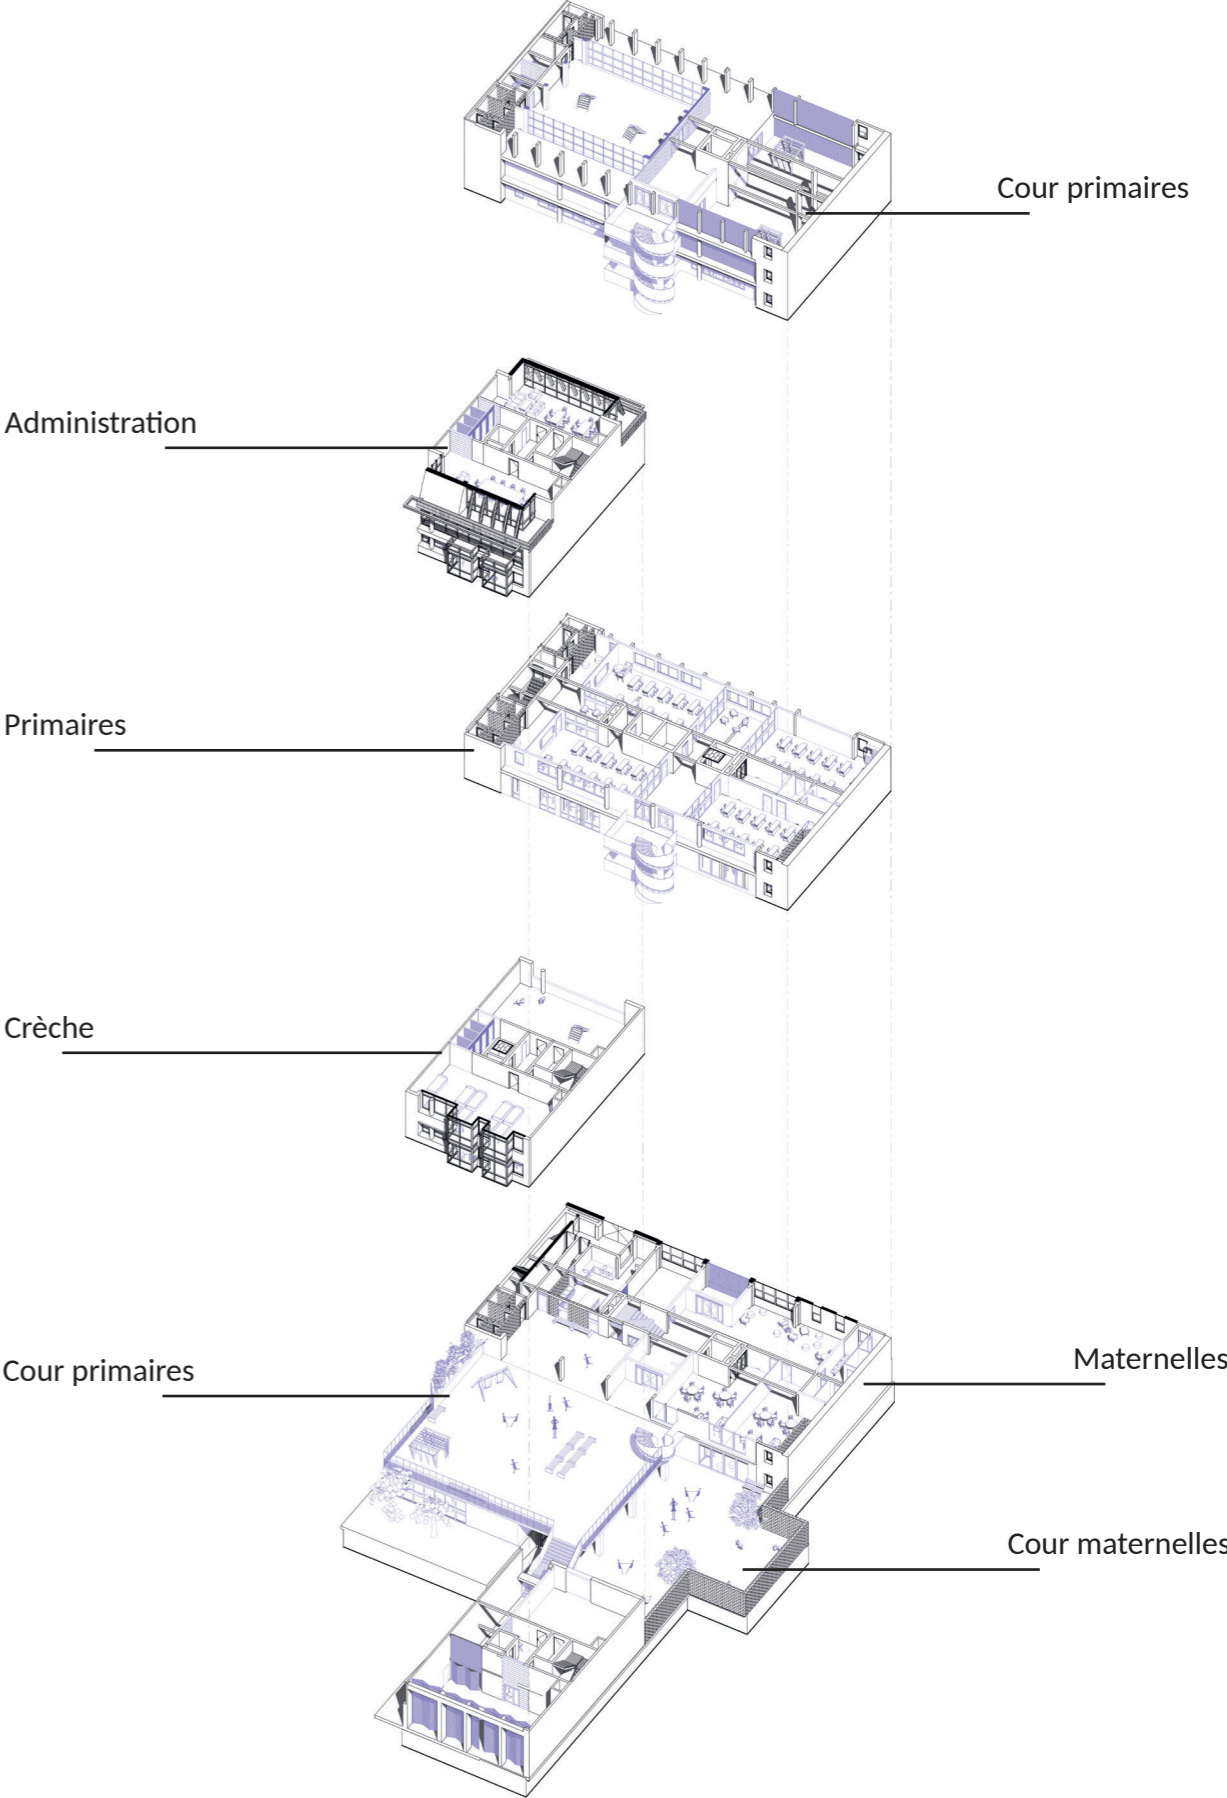 Cour primaires
Administration
Primaires
Crèche
Cour primaires
Maternelles
Cour maternelles